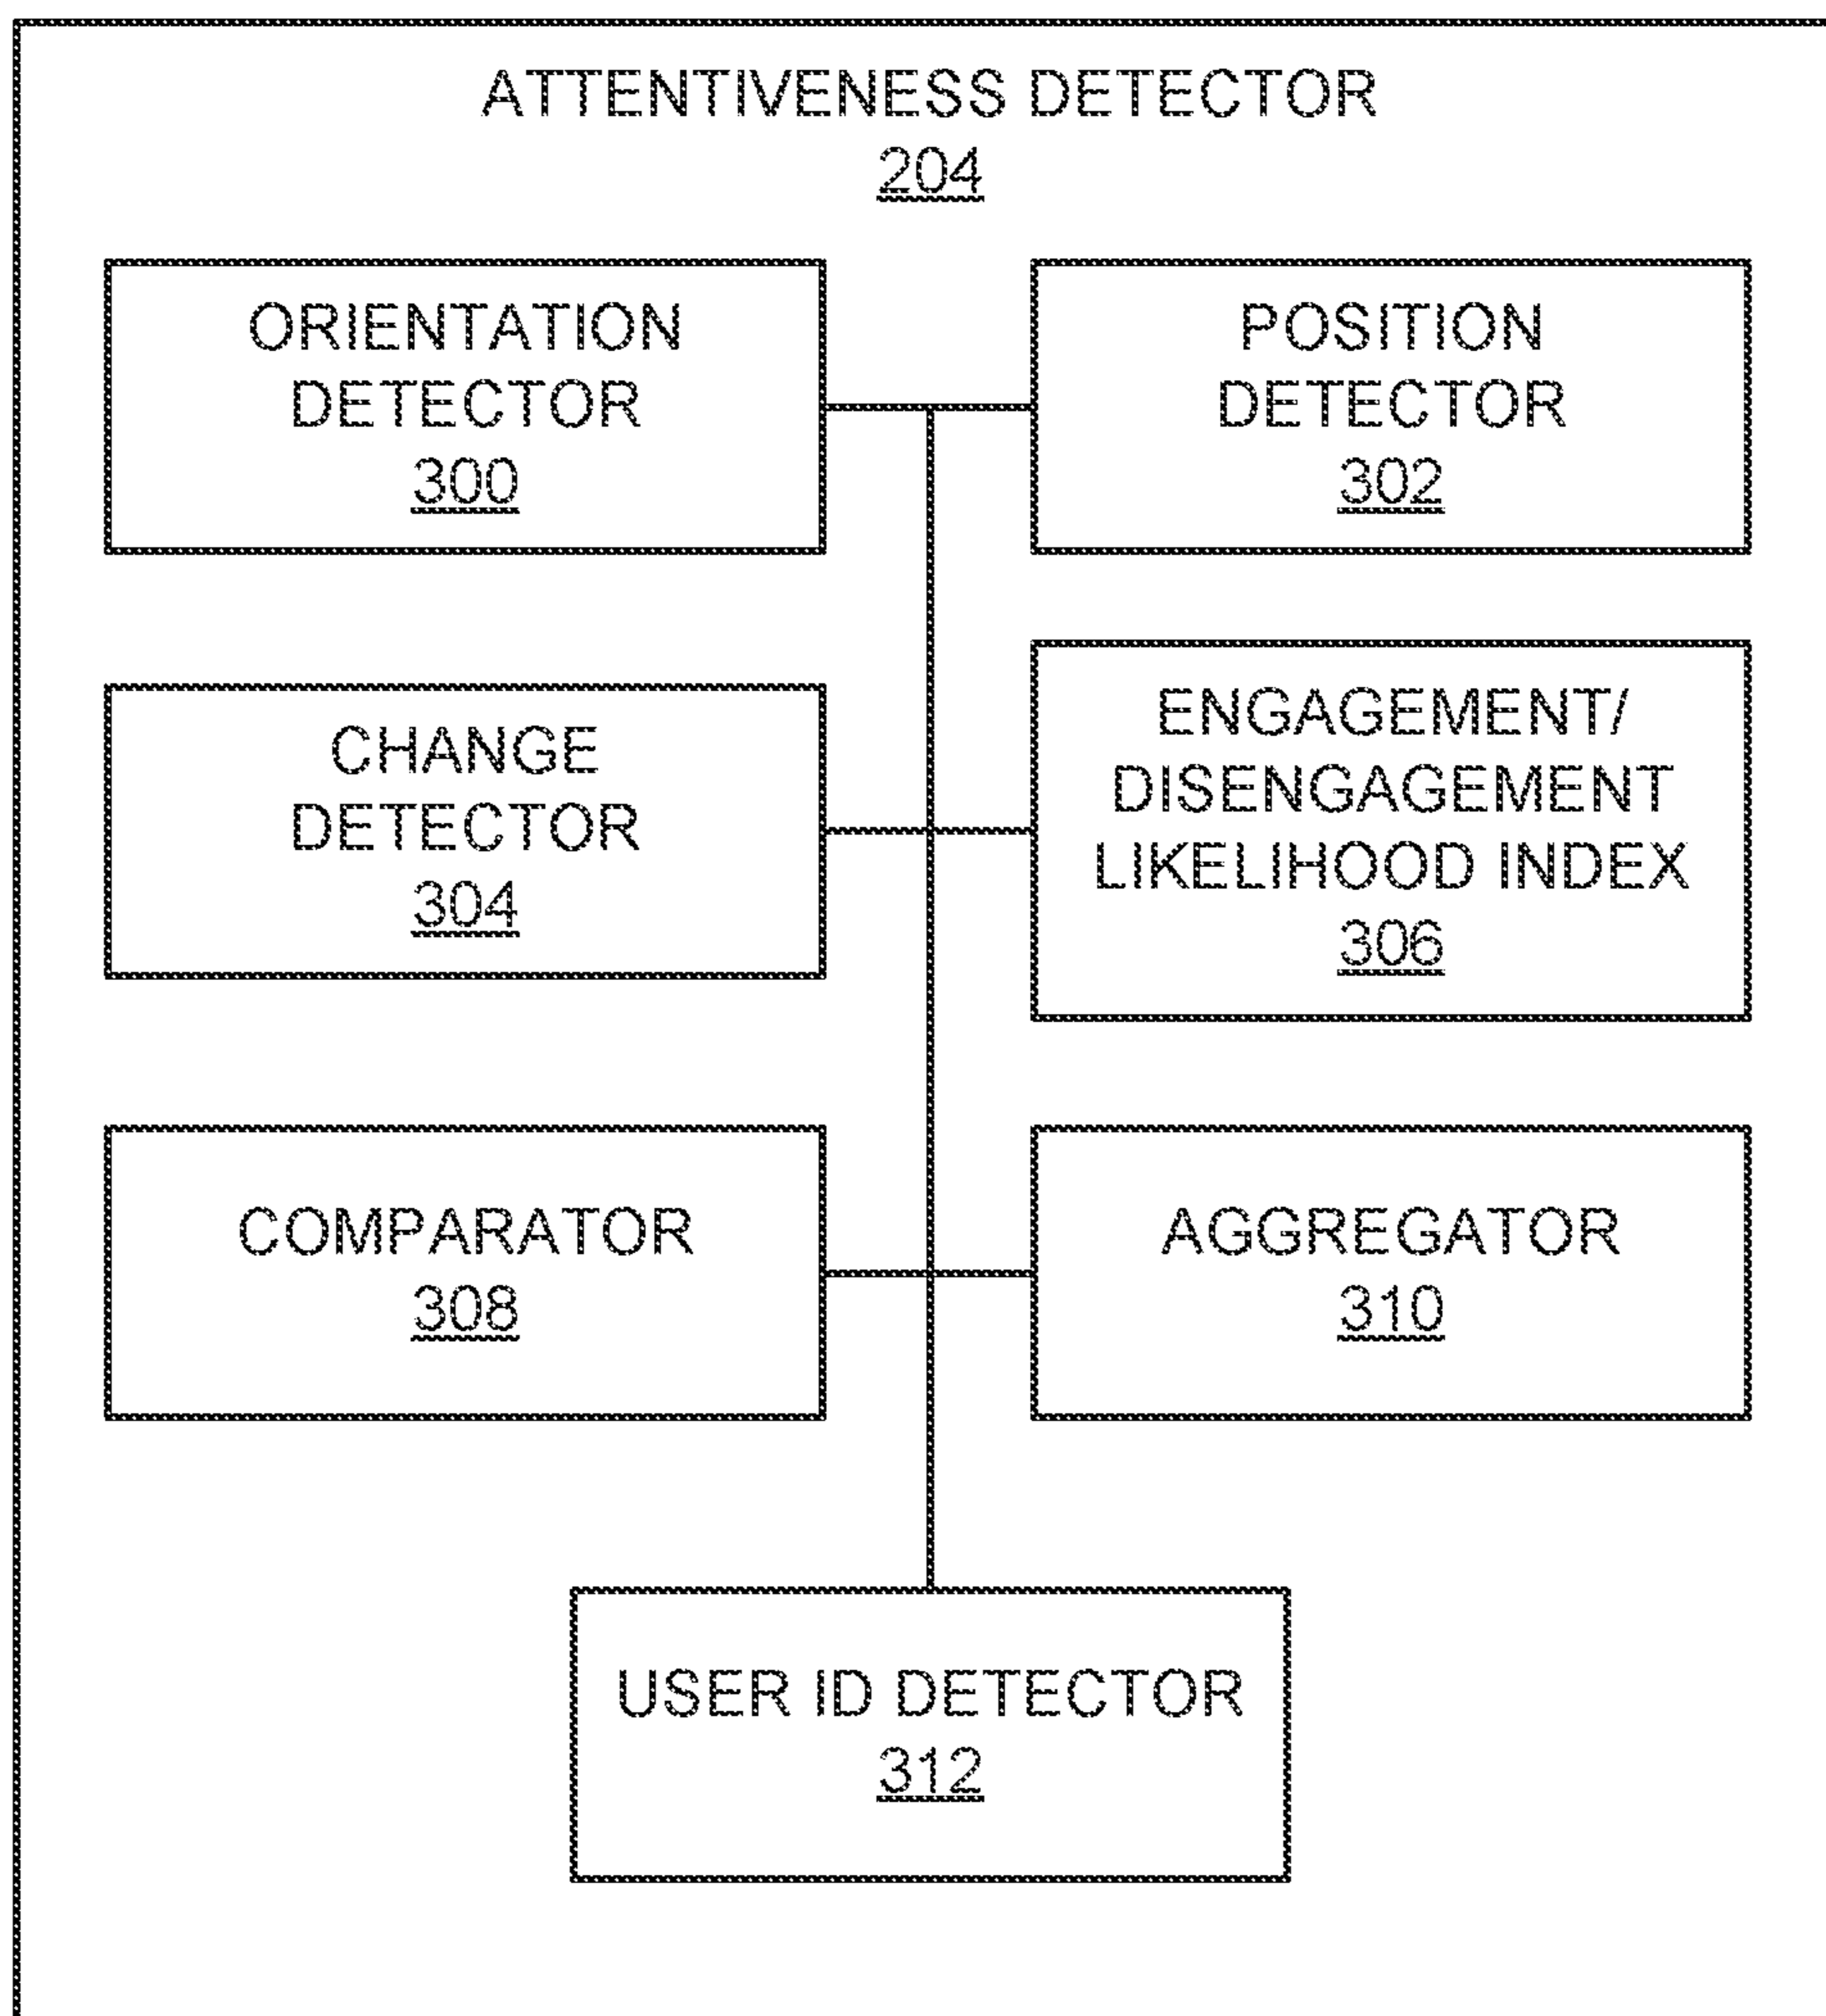 ATTENTIVENESS DETECTOR
204
ORIENTATION
DETECTOR
300
POSITION
DETECTOR
302
CHANGE
DETECTOR
304
ENGAGEMENT/
DISENGAGEMENT
LIKELIHOOD INDEX
306
COMPARATOR
308
AGGREGATOR
310
USER ID DETECTOR
312